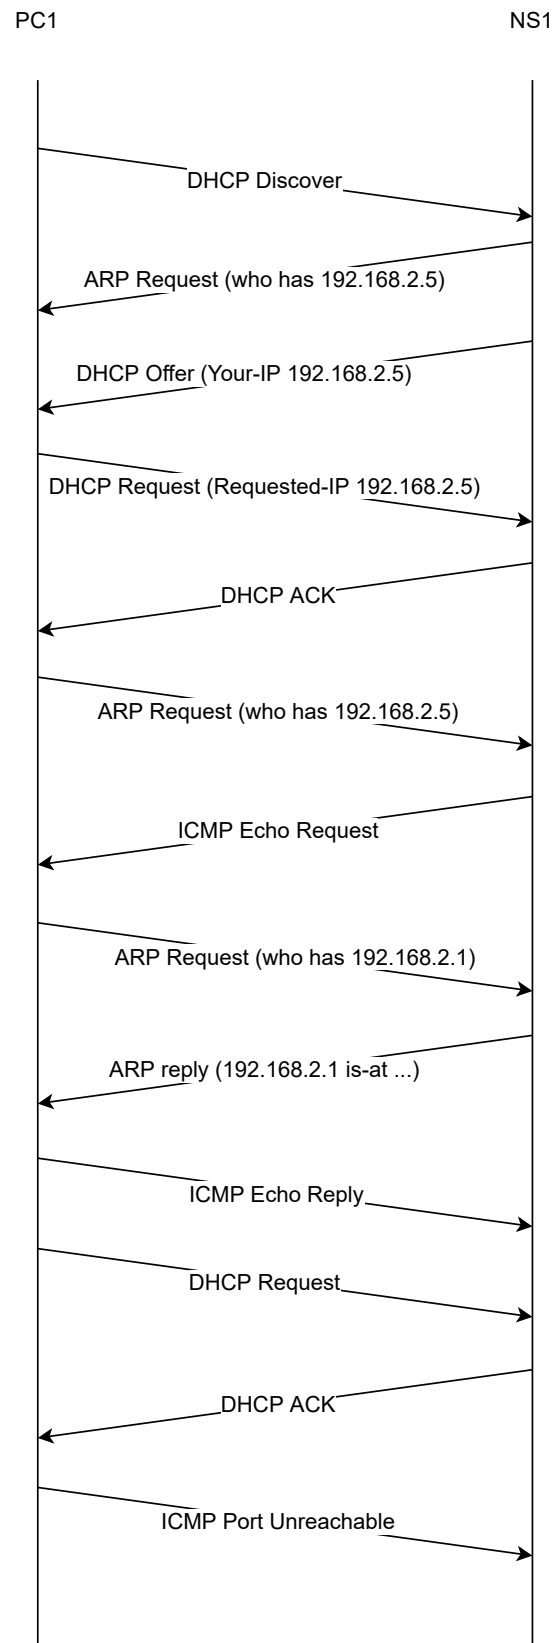 PC1
NS1
DHCP Discover
ARP Request (who has 192.168.2.5)
DHCP Offer (Your-IP 192.168.2.5)
DHCP Request (Requested-IP 192.168.2.5)
DHCP ACK
ARP Request (who has 192.168.2.5)
ICMP Echo Request
ARP Request (who has 192.168.2.1)
ARP reply (192.168.2.1 is-at ...)
ICMP Echo Reply
DHCP Request
DHCP ACK
ICMP Port Unreachable